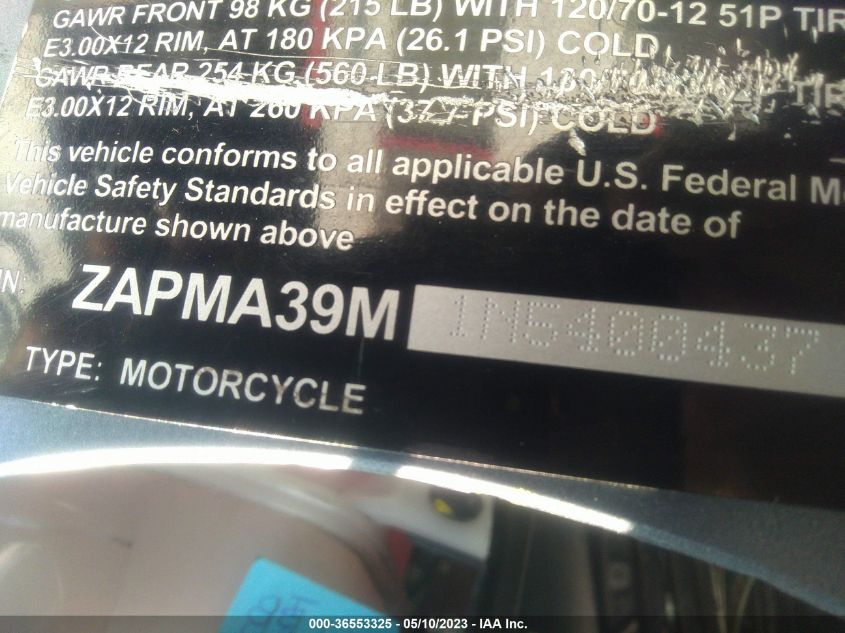 GAWR FRONT 98 KG (215 LB) WITH 120/70-12 51P TIR
E3.00X12 RIM, AT 180 KPA (26.1 PSI) COLD
GAWR REAR 254 KG (560 LB) WITH TIR
E3.00X12 RIM, AT 260 KPA (37.7 PSI) COLD
This vehicle conforms to all applicable U.S. Federal Mo
Vehicle Safety Standards in effect on the date of
manufacture shown above
IN: ZAPMA39M 1N5400437
TYPE: MOTORCYCLE
000-36553325 - 05/10/2023 - IAA Inc.